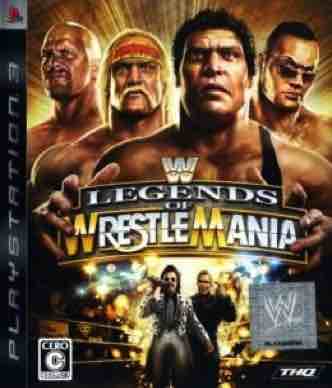 PLAYSTATION 3
W
LEGENDS
OF
WRESTLEMANIA
W
CERO
C
THQ